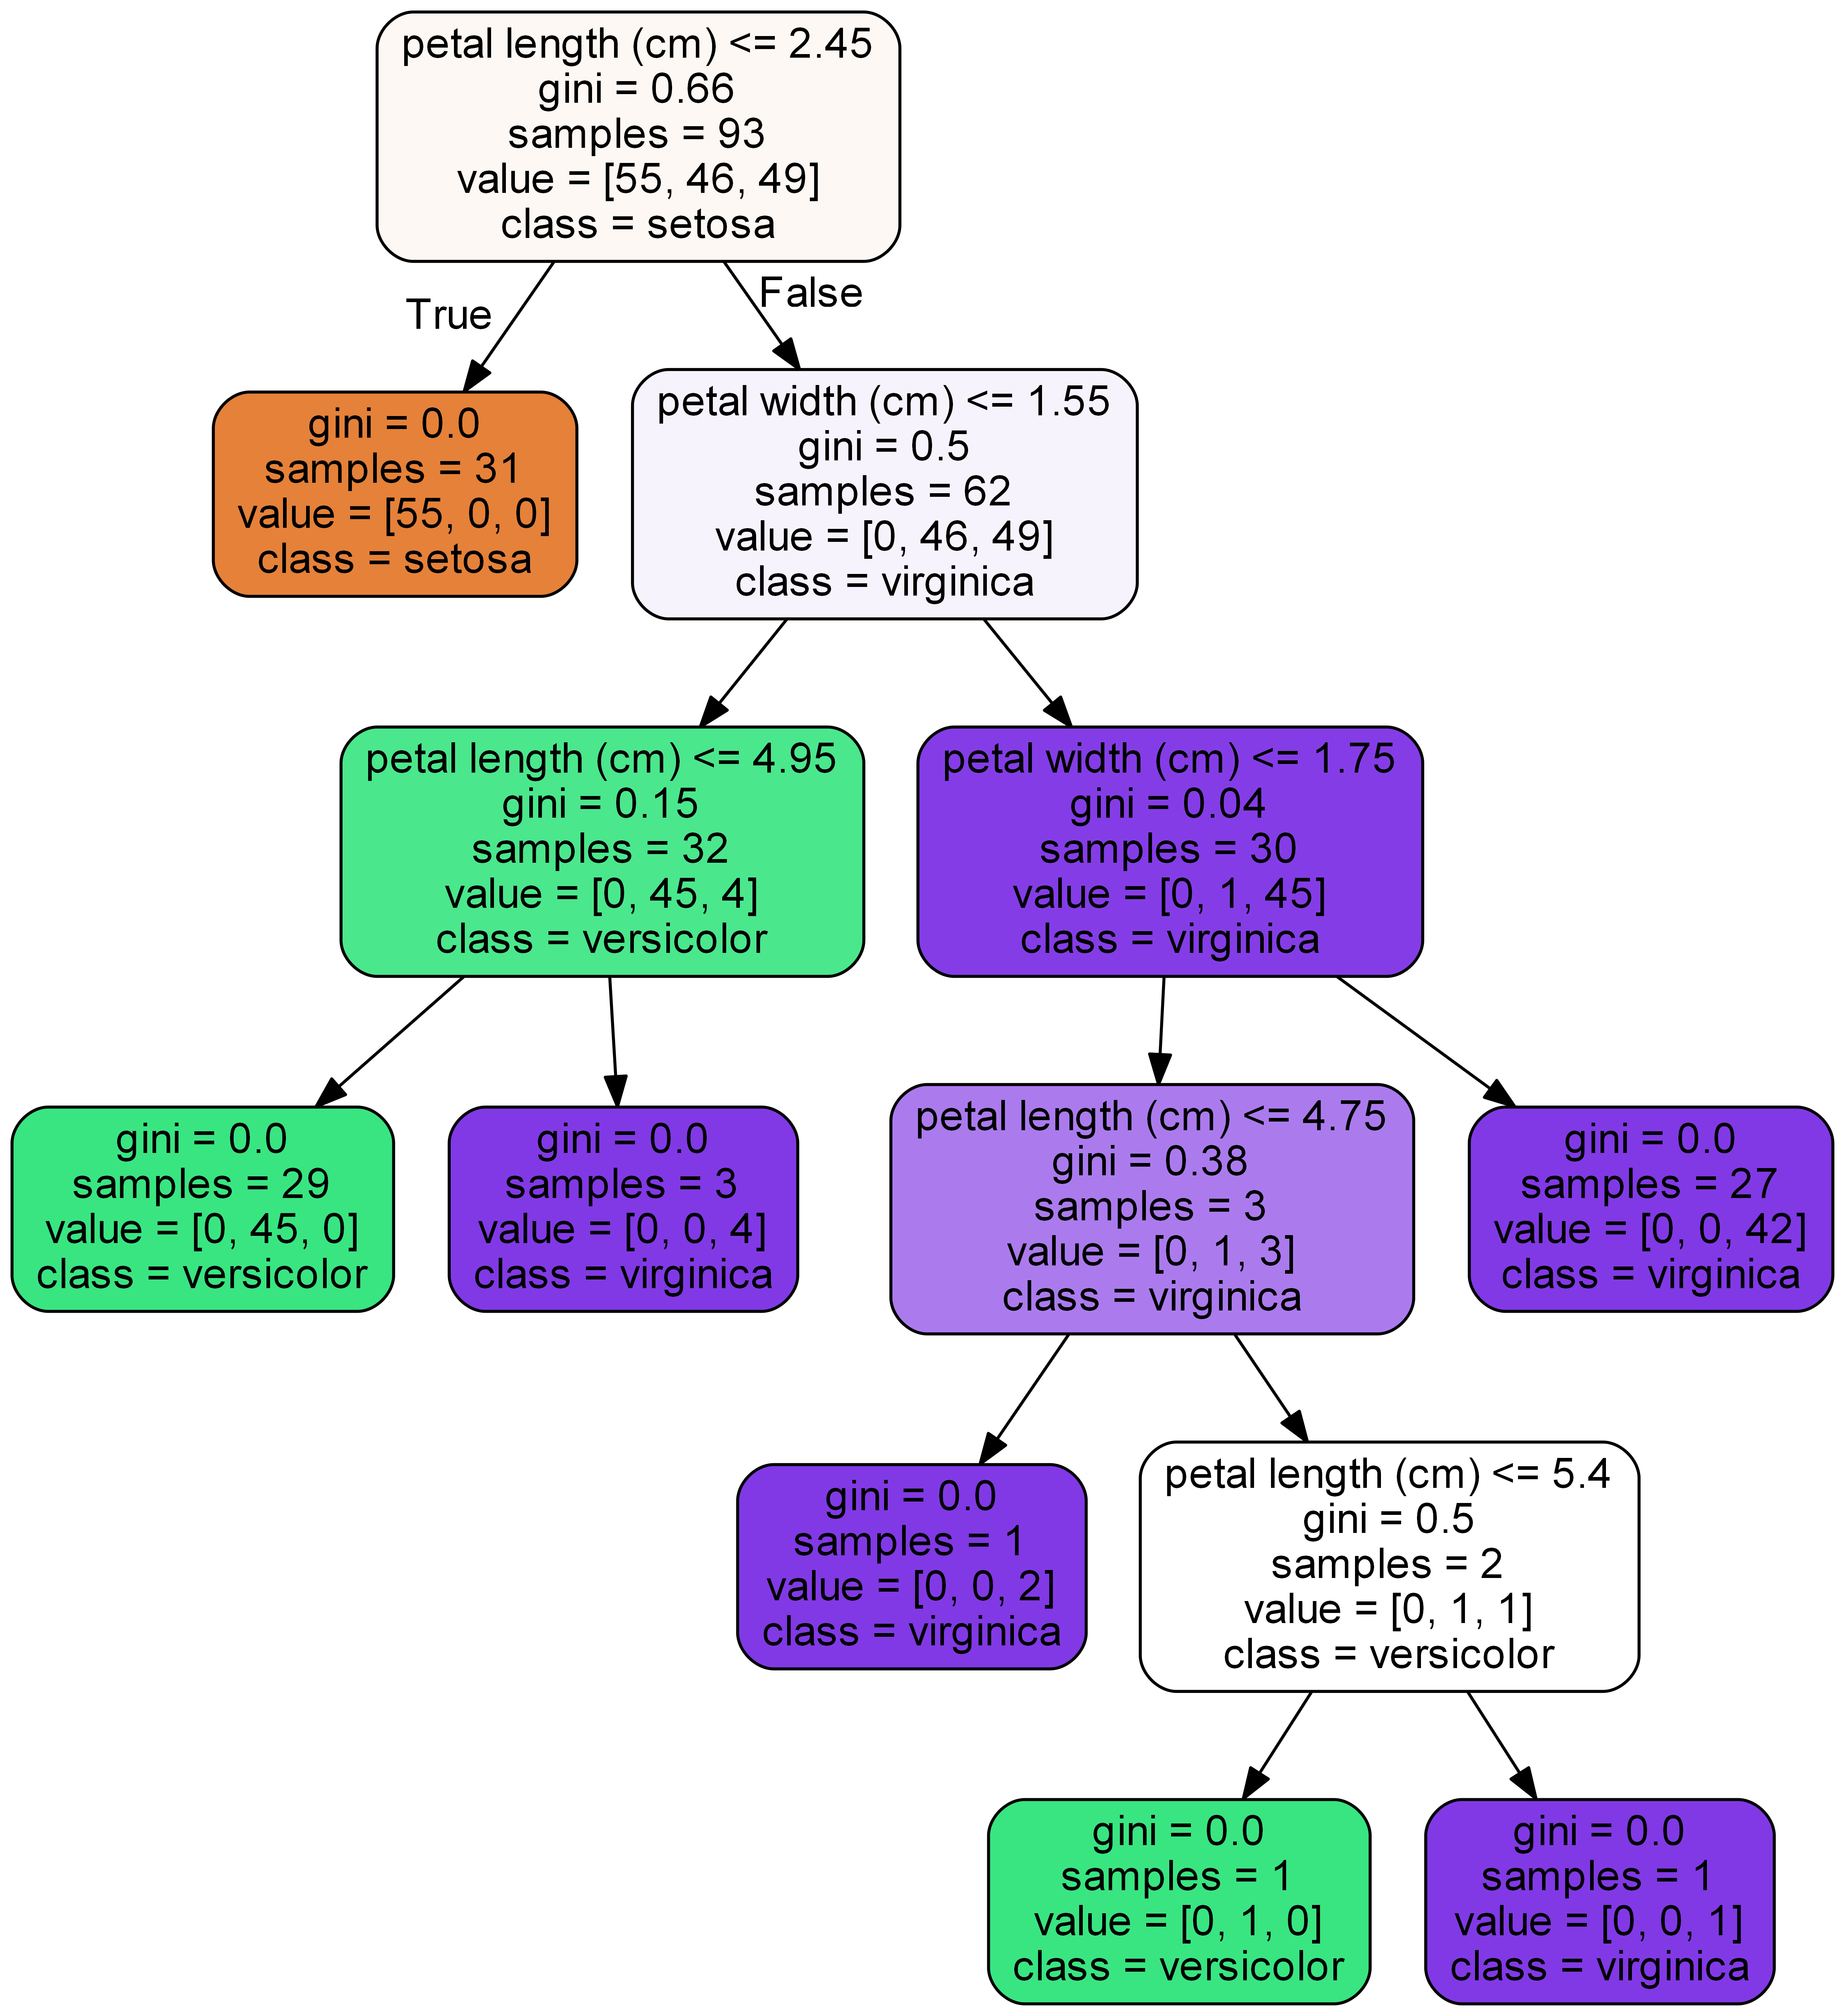 petal length (cm) <= 2.45
gini = 0.66
samples = 93
value = [55, 46, 49]
class = setosa
True
False
gini = 0.0
samples = 31
value = [55, 0, 0]
class = setosa
petal width (cm) <= 1.55
gini = 0.5
samples = 62
value = [0, 46, 49]
class = virginica
petal length (cm) <= 4.95
gini = 0.15
samples = 32
value = [0, 45, 4]
class = versicolor
petal width (cm) <= 1.75
gini = 0.04
samples = 30
value = [0, 1, 45]
class = virginica
gini = 0.0
samples = 29
value = [0, 45, 0]
class = versicolor
gini = 0.0
samples = 3
value = [0, 0, 4]
class = virginica
petal length (cm) <= 4.75
gini = 0.38
samples = 3
value = [0, 1, 3]
class = virginica
gini = 0.0
samples = 27
value = [0, 0, 42]
class = virginica
gini = 0.0
samples = 1
value = [0, 0, 2]
class = virginica
petal length (cm) <= 5.4
gini = 0.5
samples = 2
value = [0, 1, 1]
class = versicolor
gini = 0.0
samples = 1
value = [0, 1, 0]
class = versicolor
gini = 0.0
samples = 1
value = [0, 0, 1]
class = virginica